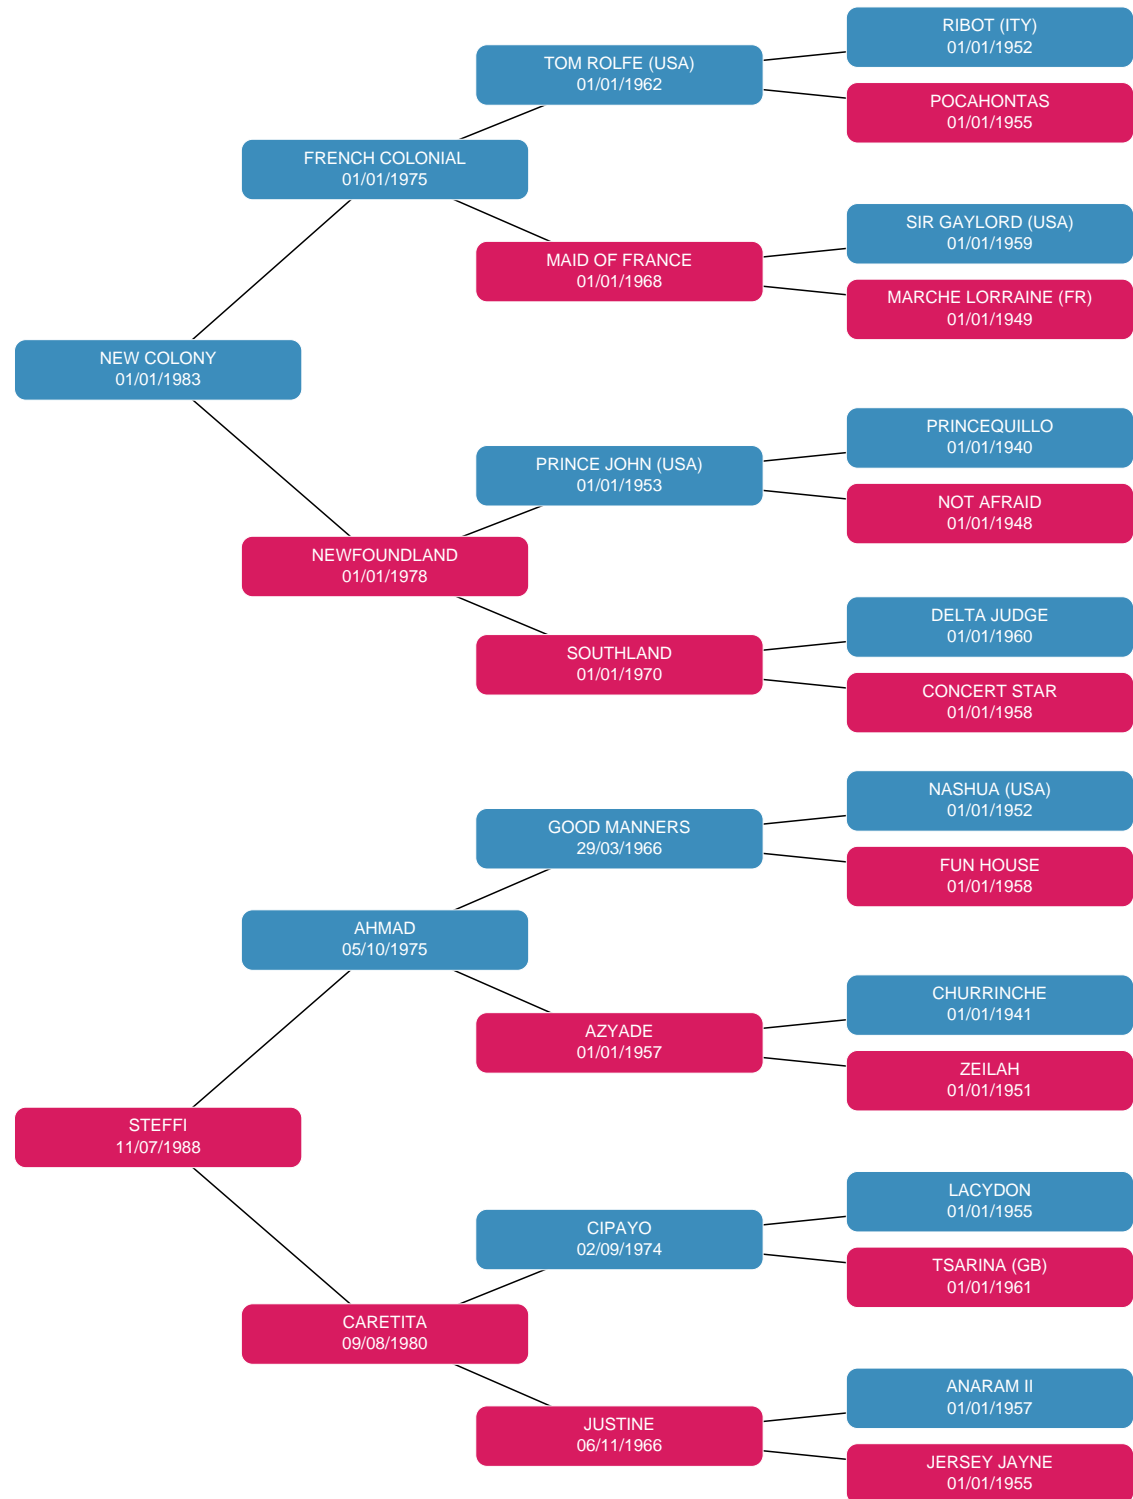 RIBOT (ITY)
01/01/1952
TOM ROLFE (USA)
01/01/1962
POCAHONTAS
01/01/1955
FRENCH COLONIAL
01/01/1975
SIR GAYLORD (USA)
01/01/1959
MAID OF FRANCE
01/01/1968
MARCHE LORRAINE (FR)
01/01/1949
NEW COLONY
01/01/1983
PRINCEQUILLO
01/01/1940
PRINCE JOHN (USA)
01/01/1953
NOT AFRAID
01/01/1948
NEWFOUNDLAND
01/01/1978
DELTA JUDGE
01/01/1960
SOUTHLAND
01/01/1970
CONCERT STAR
01/01/1958
NASHUA (USA)
01/01/1952
GOOD MANNERS
29/03/1966
FUN HOUSE
01/01/1958
AHMAD
05/10/1975
CHURRINCHE
01/01/1941
AZYADE
01/01/1957
ZEILAH
01/01/1951
STEFFI
11/07/1988
LACYDON
01/01/1955
CIPAYO
02/09/1974
TSARINA (GB)
01/01/1961
CARETITA
09/08/1980
ANARAM II
01/01/1957
JUSTINE
06/11/1966
JERSEY JAYNE
01/01/1955